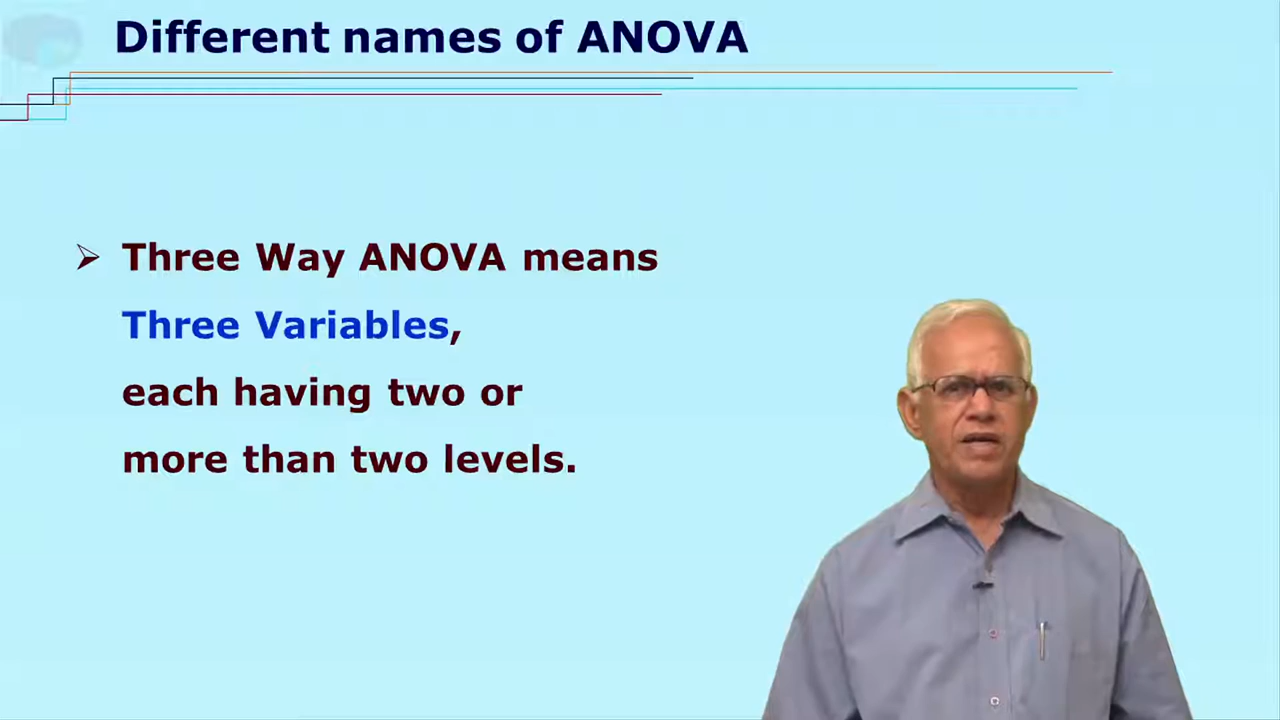 Different names of ANOVA
Three Way ANOVA means
Three Variables,
each having two or
more than two levels.